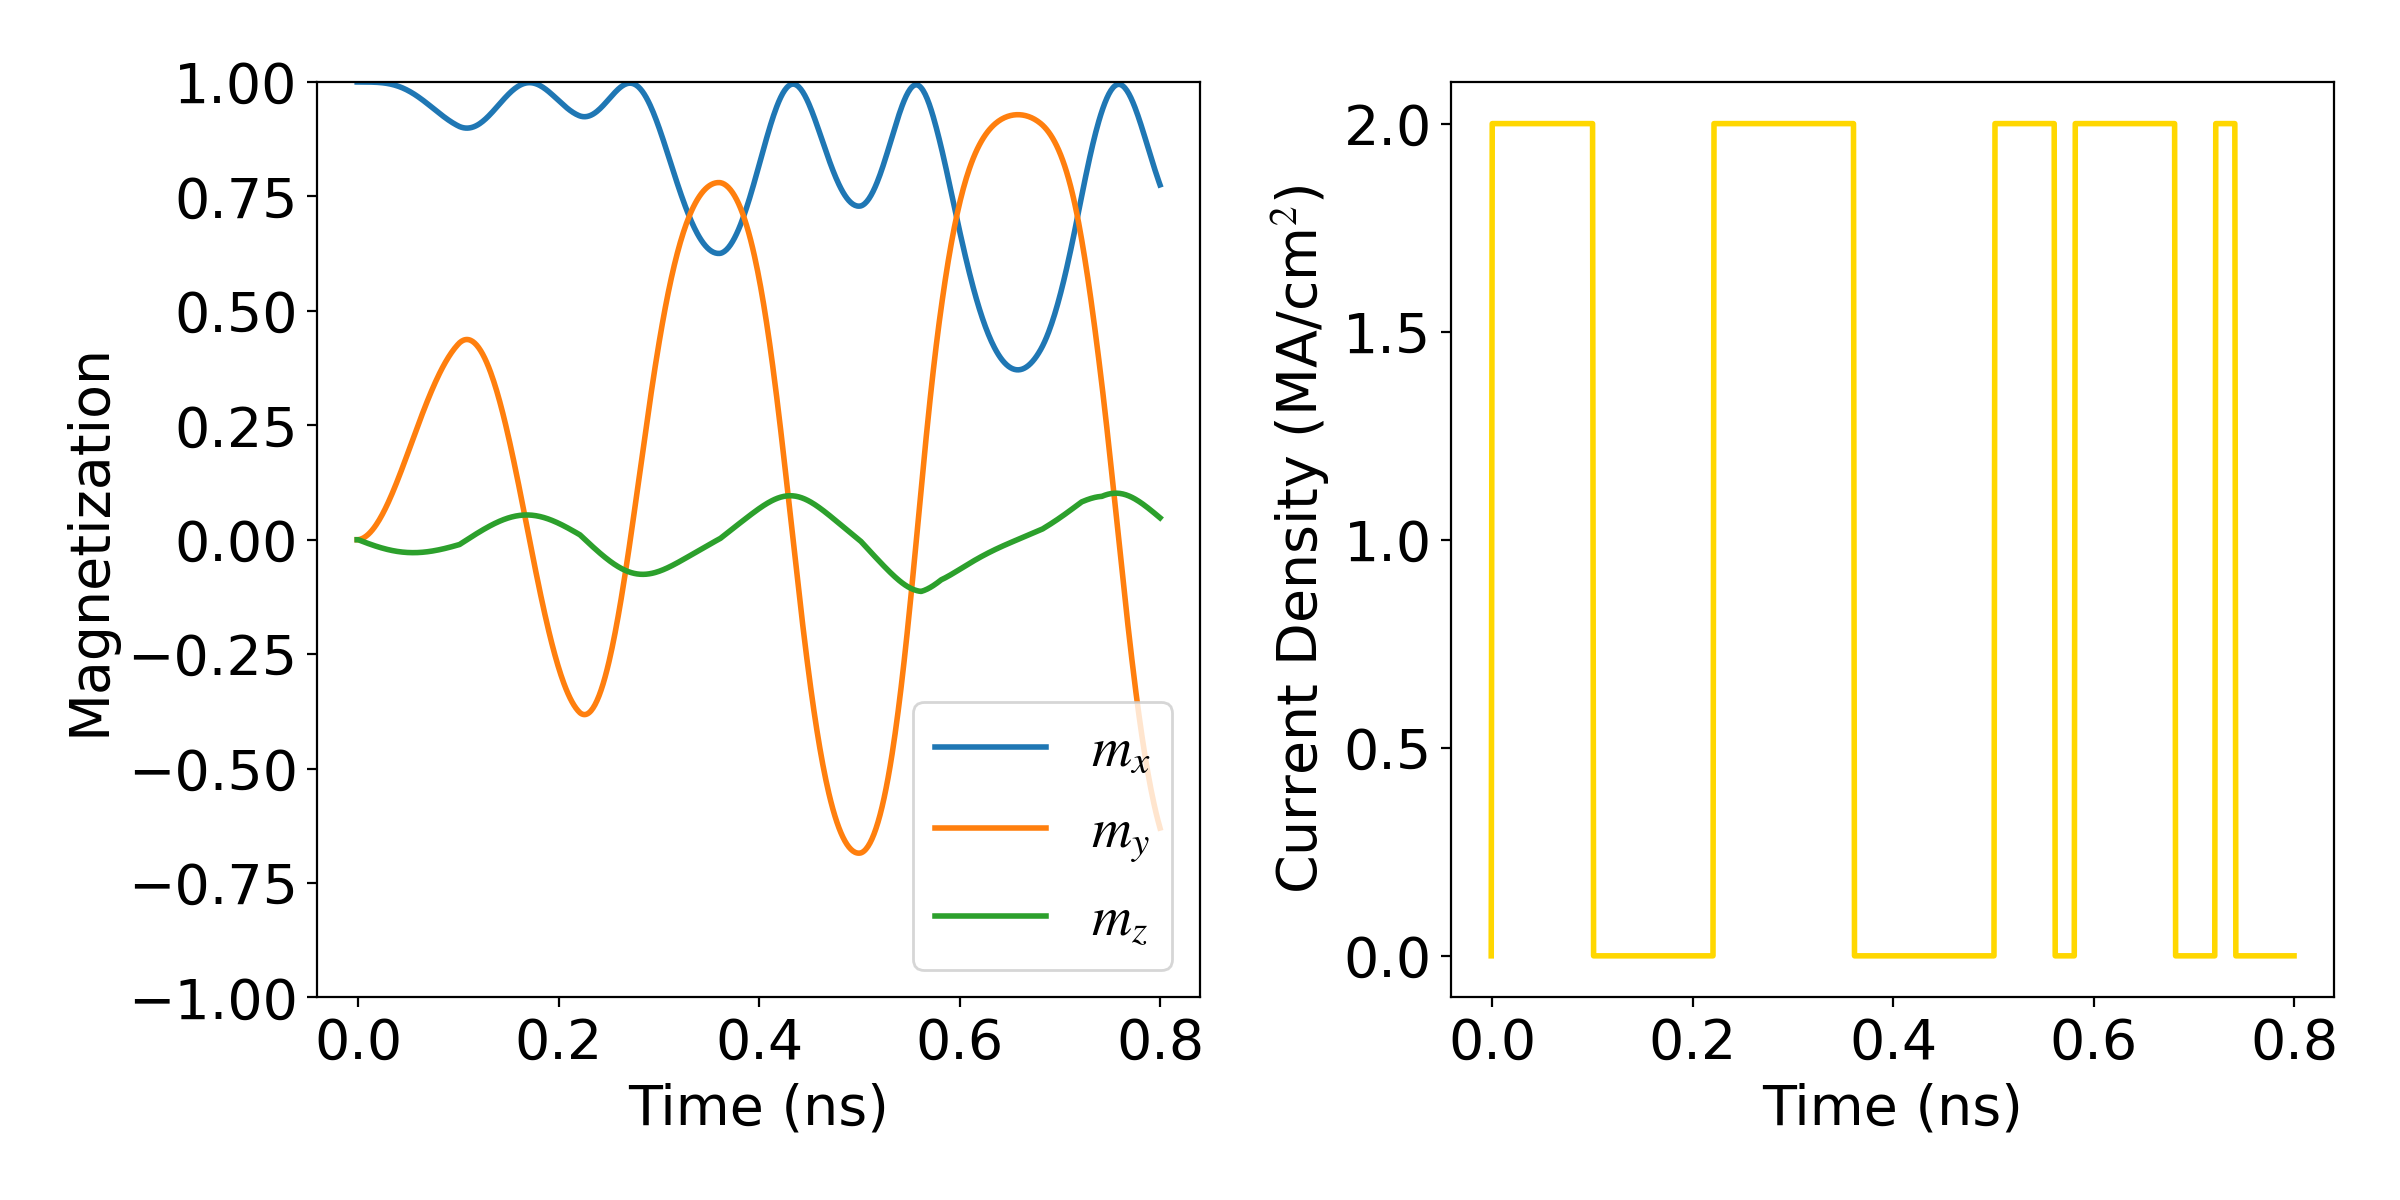 Magnetization
1.00
0.75
0.50
0.25
0.00
−0.25
−0.50
−0.75
−1.00
0.0 0.2 0.4 0.6 0.8
Time (ns)
m_x
m_y
m_z
Current Density (MA/cm²)
2.0
1.5
1.0
0.5
0.0
0.0 0.2 0.4 0.6 0.8
Time (ns)